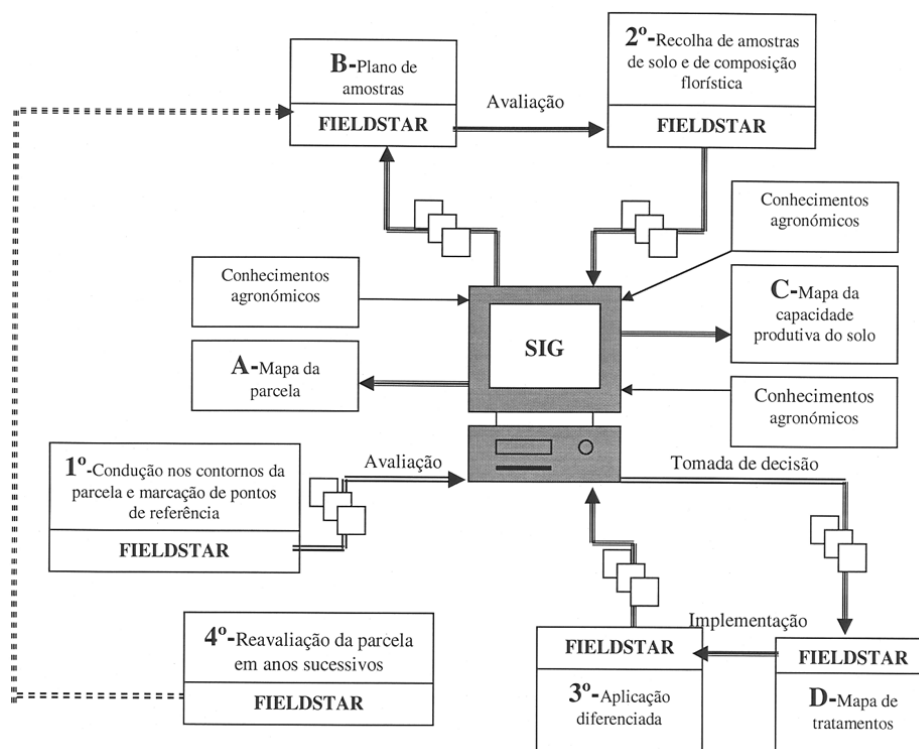 B-Plano de
amostras
FIELDSTAR
Avaliação
2º-Recolha de amostras
de solo e de composição
florística
FIELDSTAR
Conhecimentos
agronómicos
Conhecimentos
agronómicos
SIG
C-Mapa da
capacidade
produtiva do solo
A-Mapa da
parcela
Conhecimentos
agronómicos
1º-Condução nos contornos da
parcela e marcação de pontos
de referência
FIELDSTAR
Avaliação
Tomada de decisão
4º-Reavaliação da parcela
em anos sucessivos
FIELDSTAR
Implementação
FIELDSTAR
3º-Aplicação
diferenciada
FIELDSTAR
D-Mapa de
tratamentos